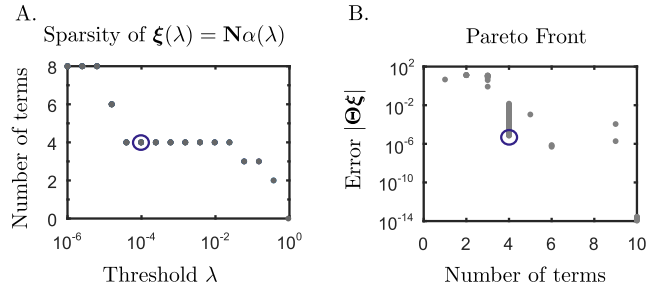 A.
Sparsity of ξ(λ) = Nα(λ)
Number of terms
8
6
4
2
0
10^-6
10^-4
10^-2
10^0
Threshold λ
B.
Pareto Front
Error |Θξ|
10^2
10^-2
10^-6
10^-10
10^-14
0
2
4
6
8
10
Number of terms